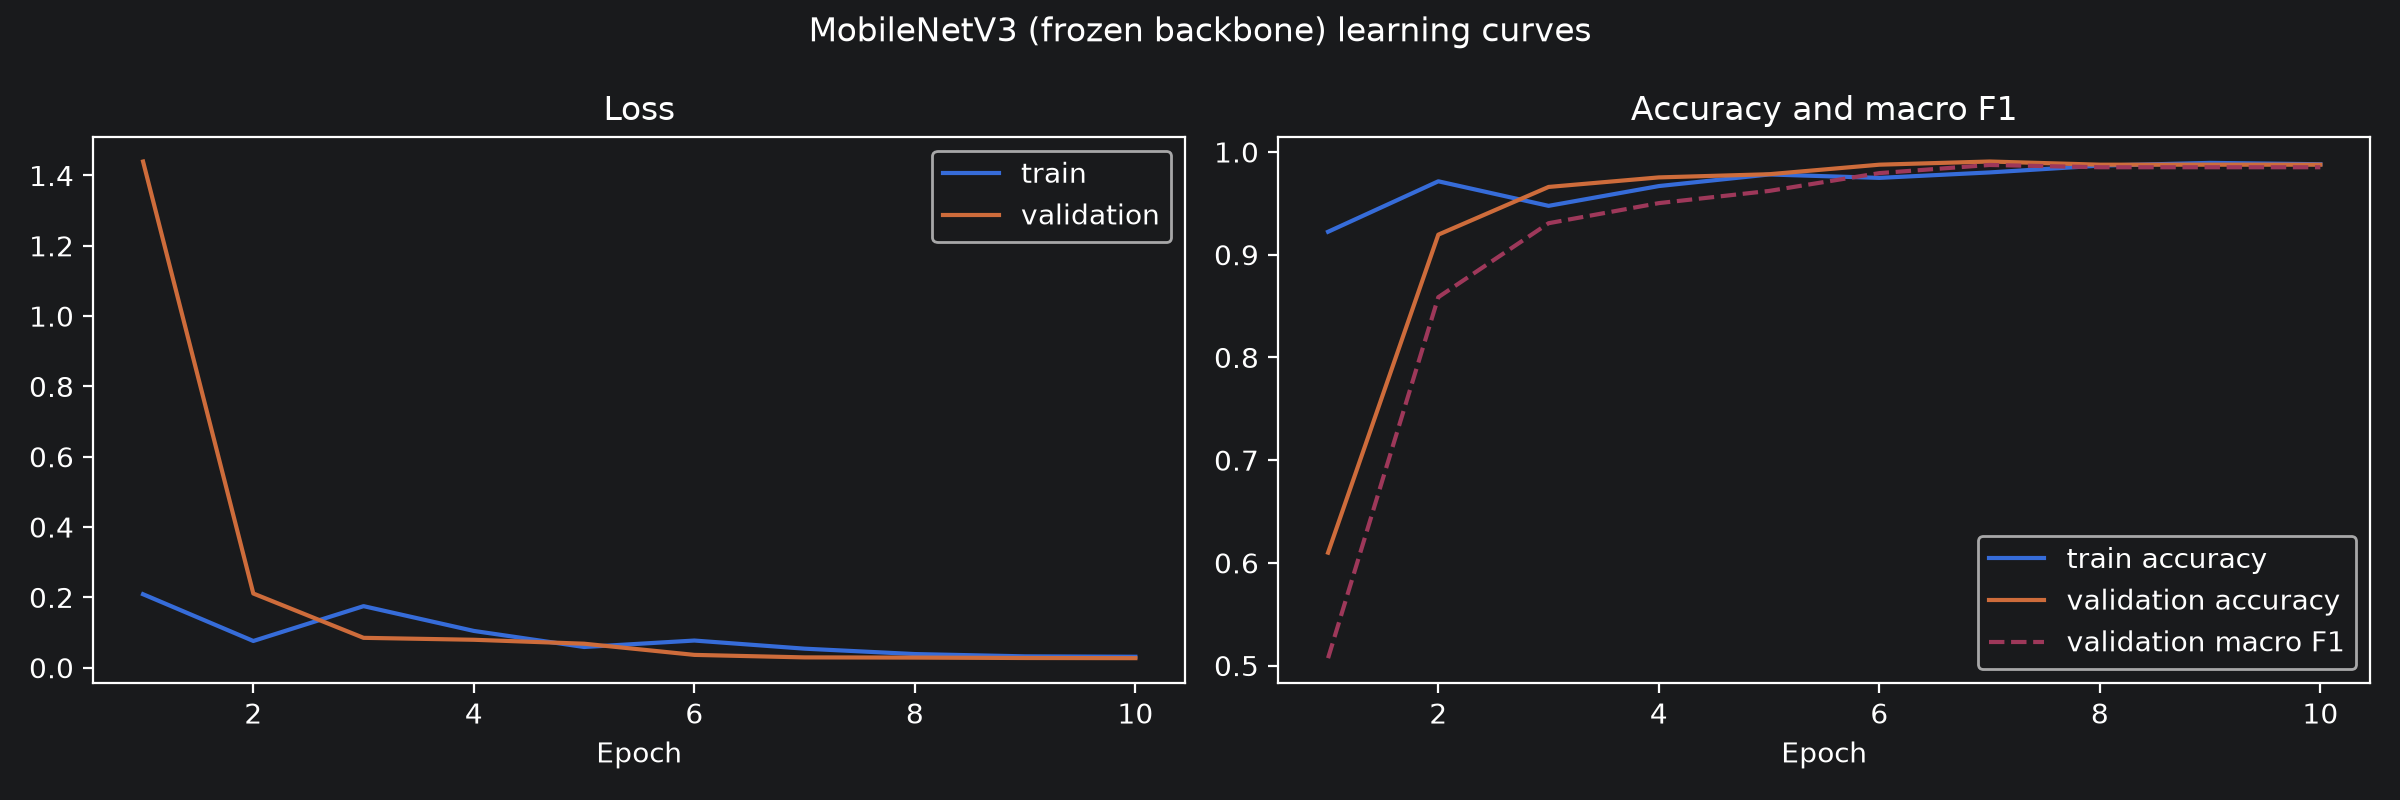 MobileNetV3 (frozen backbone) learning curves
Loss
1.4
1.2
1.0
0.8
0.6
0.4
0.2
0.0
2
4
6
8
10
Epoch
train
validation
Accuracy and macro F1
1.0
0.9
0.8
0.7
0.6
0.5
2
4
6
8
10
Epoch
train accuracy
validation accuracy
validation macro F1